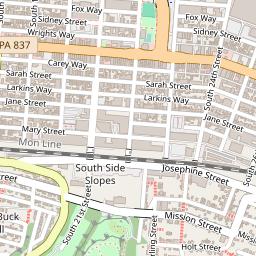 Fox Way
Fox Way
Sidney Street
Sidney Street
Wrights Way
PA 837
Carey Way
Sarah Street
Sarah Street
Larkins Way
Larkins Way
Jane Street
South 24th Street
Jane Street
Mary Street
Mon Line
South Side
Slopes
Josephine Street
South 21st Street
Buck
Mission Street
rling Street
Holt Street